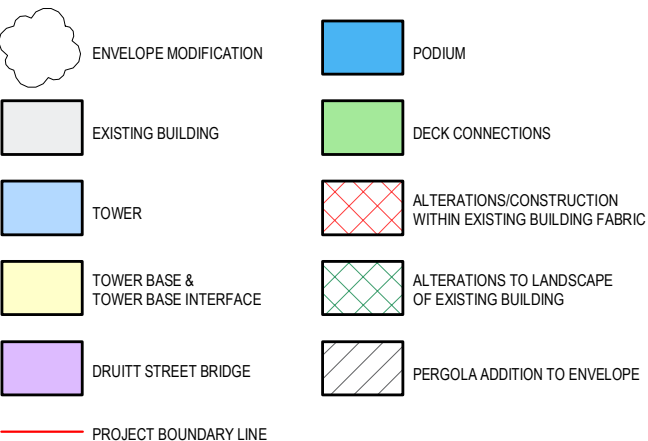 ENVELOPE MODIFICATION
EXISTING BUILDING
TOWER
TOWER BASE &
TOWER BASE INTERFACE
DRUITT STREET BRIDGE
PROJECT BOUNDARY LINE
PODIUM
DECK CONNECTIONS
ALTERATIONS/CONSTRUCTION
WITHIN EXISTING BUILDING FABRIC
ALTERATIONS TO LANDSCAPE
OF EXISTING BUILDING
PERGOLA ADDITION TO ENVELOPE